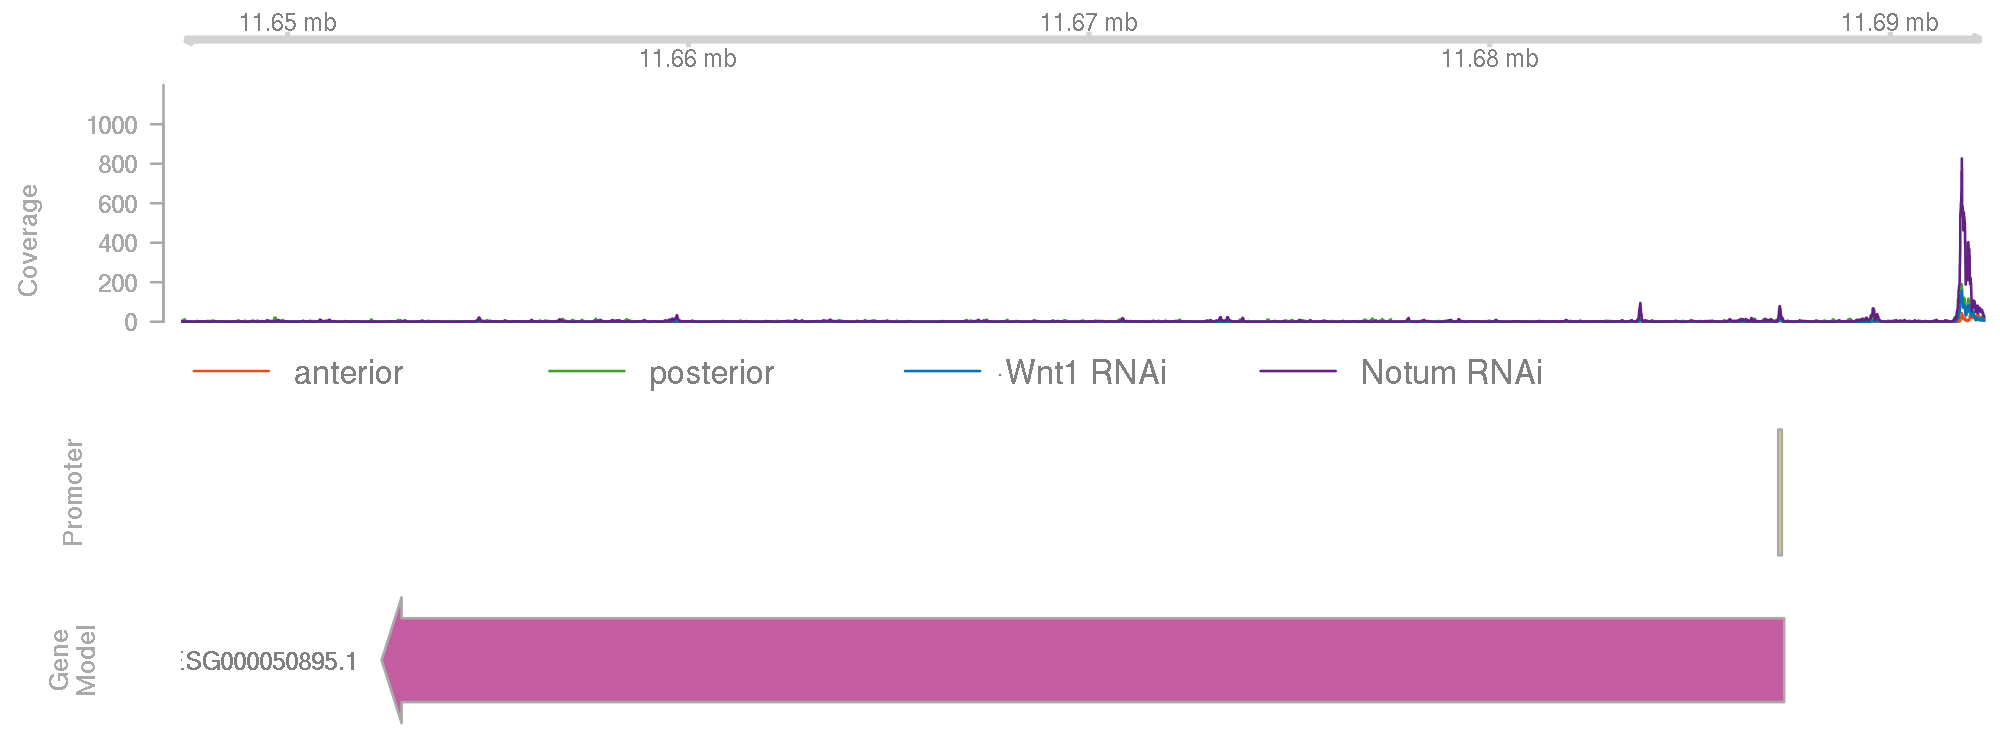 11.65 mb 11.67 mb 11.69 mb
11.66 mb 11.68 mb
Coverage
1000
800
600
400
200
0
anterior posterior Wnt1 RNAi Notum RNAi
Promoter
Gene
Model
SG000050895.1